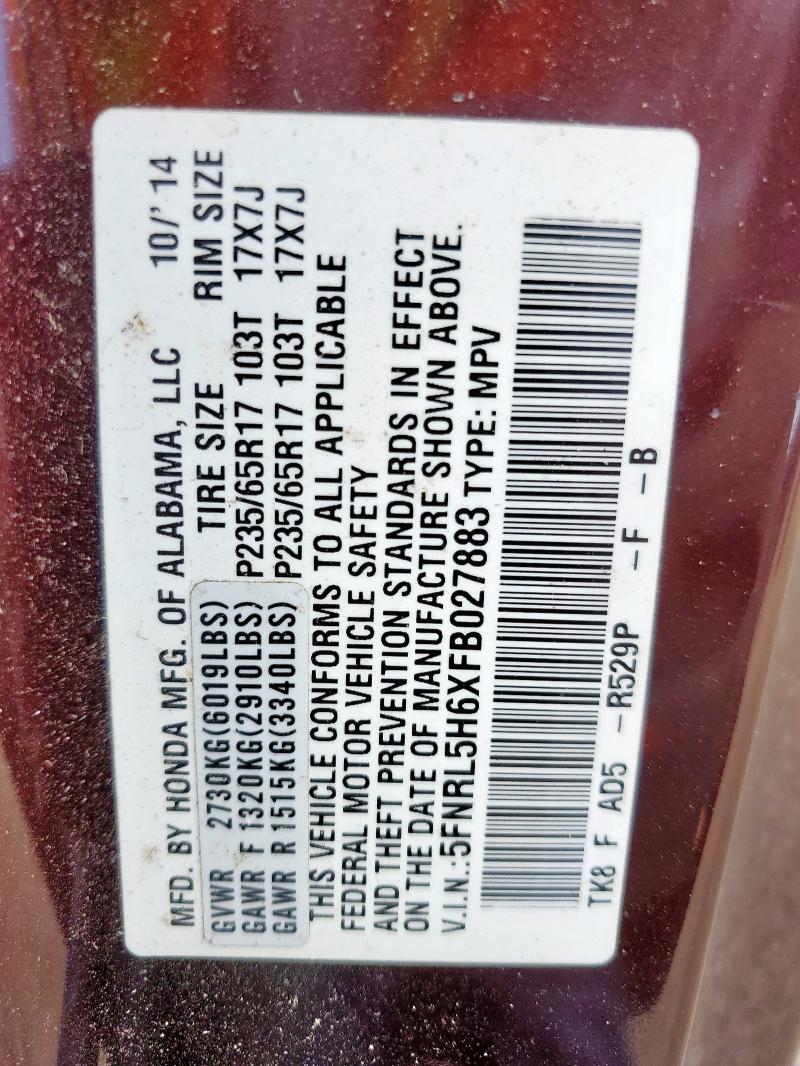 MFD. BY HONDA MFG. OF ALABAMA, LLC 10/'14
TIRE SIZE RIM SIZE
GVWR 2730KG(6019LBS)
GAWR F 1320KG(2910LBS) P235/65R17 103T 17X7J
GAWR R 1515KG(3340LBS) P235/65R17 103T 17X7J
THIS VEHICLE CONFORMS TO ALL APPLICABLE
FEDERAL MOTOR VEHICLE SAFETY
AND THEFT PREVENTION STANDARDS IN EFFECT
ON THE DATE OF MANUFACTURE SHOWN ABOVE.
V.I.N.:5FNRL5H6XFB027883 TYPE: MPV
TK8 F AD5 -R529P -F -B